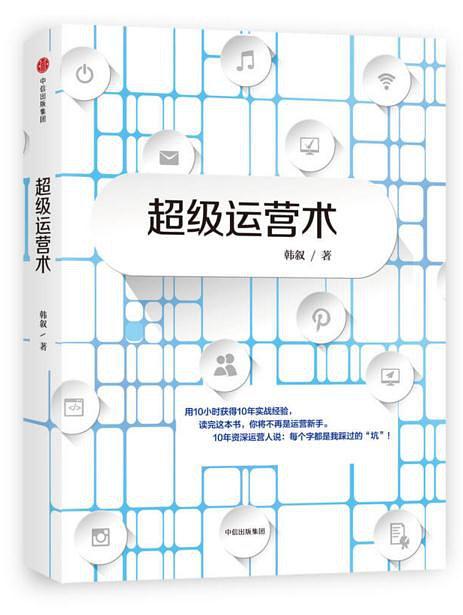 中信出版集团
超级运营术
韩叙/著
超级运营术
韩叙/著
用10小时获得10年实战经验，
读完这本书，你将不再是运营新手。
10年资深运营人说：每个字都是我踩过的“坑”！
中信出版集团